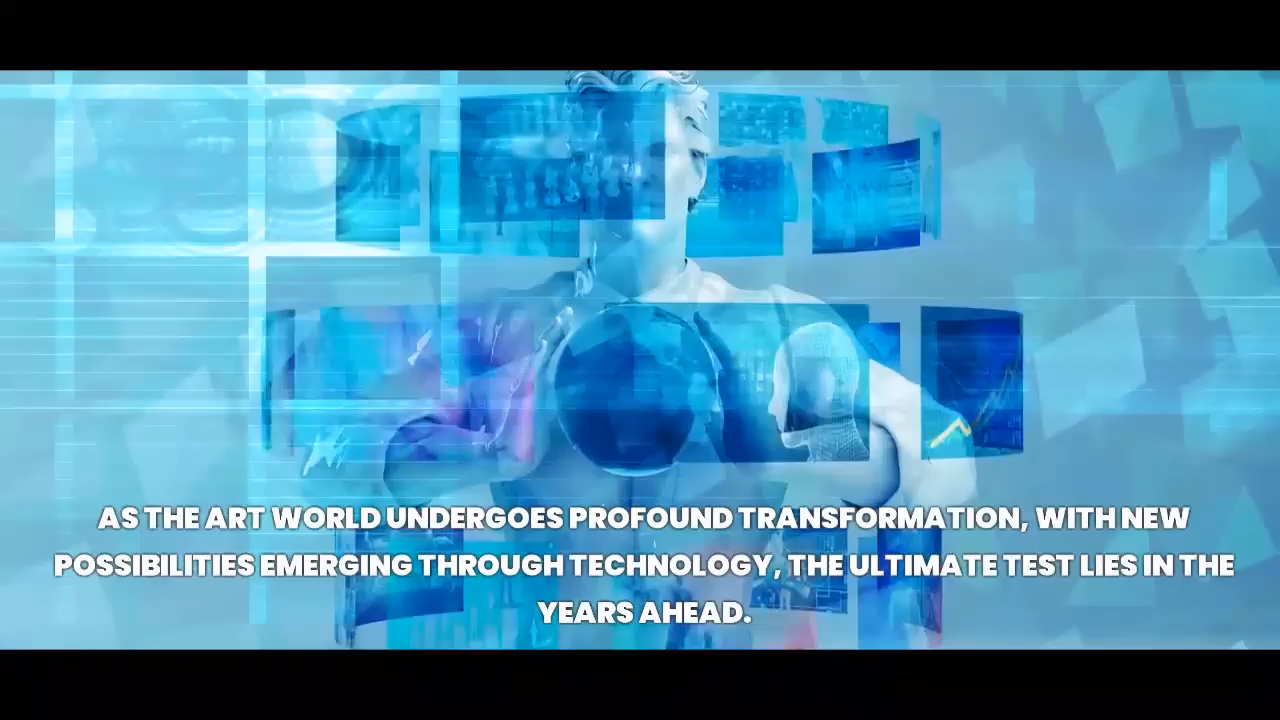 AS THE ART WORLD UNDERGOES PROFOUND TRANSFORMATION, WITH NEW
POSSIBILITIES EMERGING THROUGH TECHNOLOGY, THE ULTIMATE TEST LIES IN THE
YEARS AHEAD.